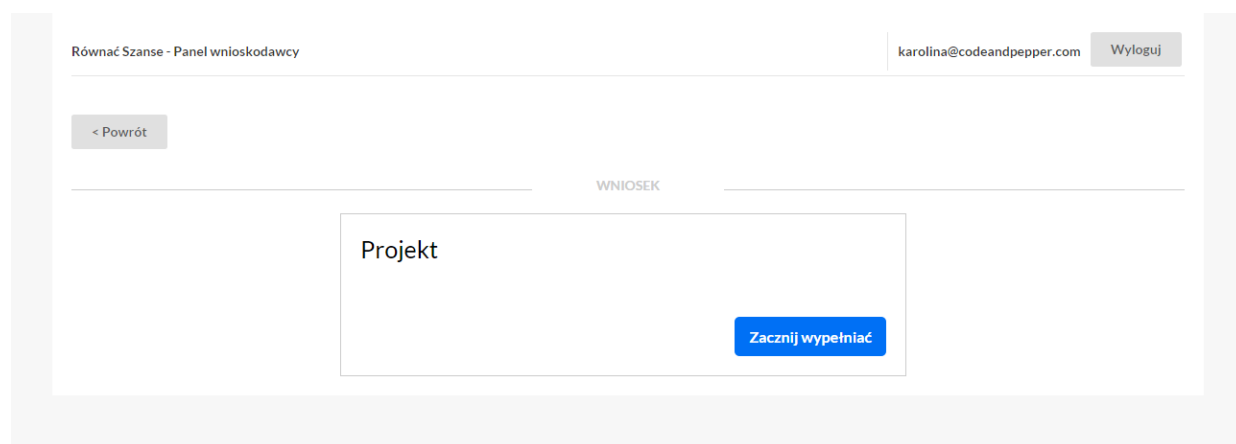 Równać Szanse - Panel wnioskodawcy
karolina@codeandpepper.com
Wyloguj
< Powrót
WNIOSEK
Projekt
Zacznij wypełniać